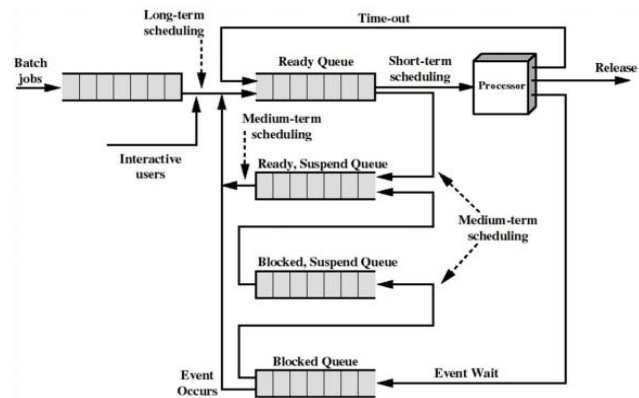 Long-term
scheduling
Time-out
Batch
jobs
Ready Queue
Short-term
scheduling
Processor
Release
Interactive
users
Medium-term
scheduling
Ready, Suspend Queue
Medium-term
scheduling
Blocked, Suspend Queue
Event
Occurs
Blocked Queue
Event Wait